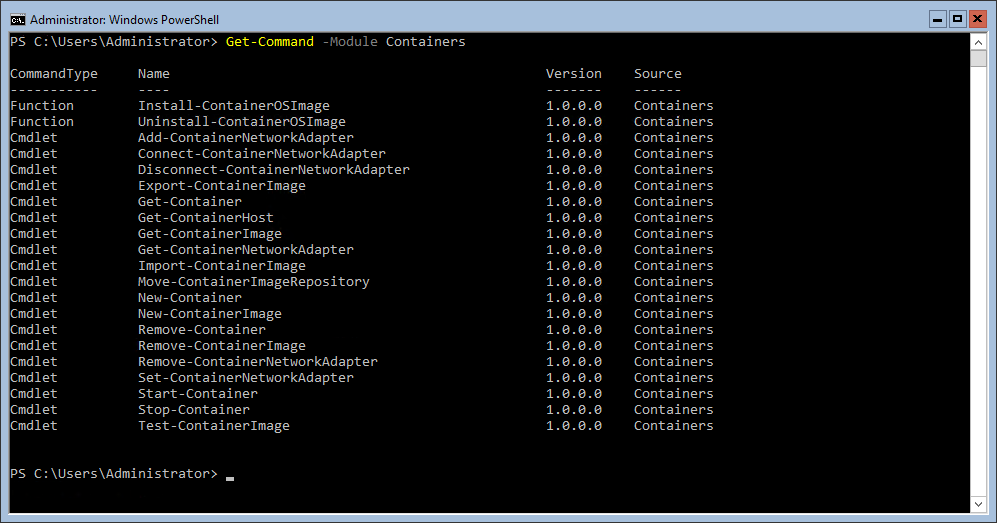 Administrator: Windows PowerShell
PS C:\Users\Administrator> Get-Command -Module Containers
CommandType     Name                                               Version    Source
-----------     ----                                               -------    ------
Function        Install-ContainerOSImage                           1.0.0.0    Containers
Function        Uninstall-ContainerOSImage                         1.0.0.0    Containers
Cmdlet          Add-ContainerNetworkAdapter                        1.0.0.0    Containers
Cmdlet          Connect-ContainerNetworkAdapter                    1.0.0.0    Containers
Cmdlet          Disconnect-ContainerNetworkAdapter                 1.0.0.0    Containers
Cmdlet          Export-ContainerImage                              1.0.0.0    Containers
Cmdlet          Get-Container                                      1.0.0.0    Containers
Cmdlet          Get-ContainerHost                                  1.0.0.0    Containers
Cmdlet          Get-ContainerImage                                 1.0.0.0    Containers
Cmdlet          Get-ContainerNetworkAdapter                        1.0.0.0    Containers
Cmdlet          Import-ContainerImage                              1.0.0.0    Containers
Cmdlet          Move-ContainerImageRepository                      1.0.0.0    Containers
Cmdlet          New-Container                                      1.0.0.0    Containers
Cmdlet          New-ContainerImage                                 1.0.0.0    Containers
Cmdlet          Remove-Container                                   1.0.0.0    Containers
Cmdlet          Remove-ContainerImage                              1.0.0.0    Containers
Cmdlet          Remove-ContainerNetworkAdapter                     1.0.0.0    Containers
Cmdlet          Set-ContainerNetworkAdapter                        1.0.0.0    Containers
Cmdlet          Start-Container                                    1.0.0.0    Containers
Cmdlet          Stop-Container                                     1.0.0.0    Containers
Cmdlet          Test-ContainerImage                                1.0.0.0    Containers
PS C:\Users\Administrator>